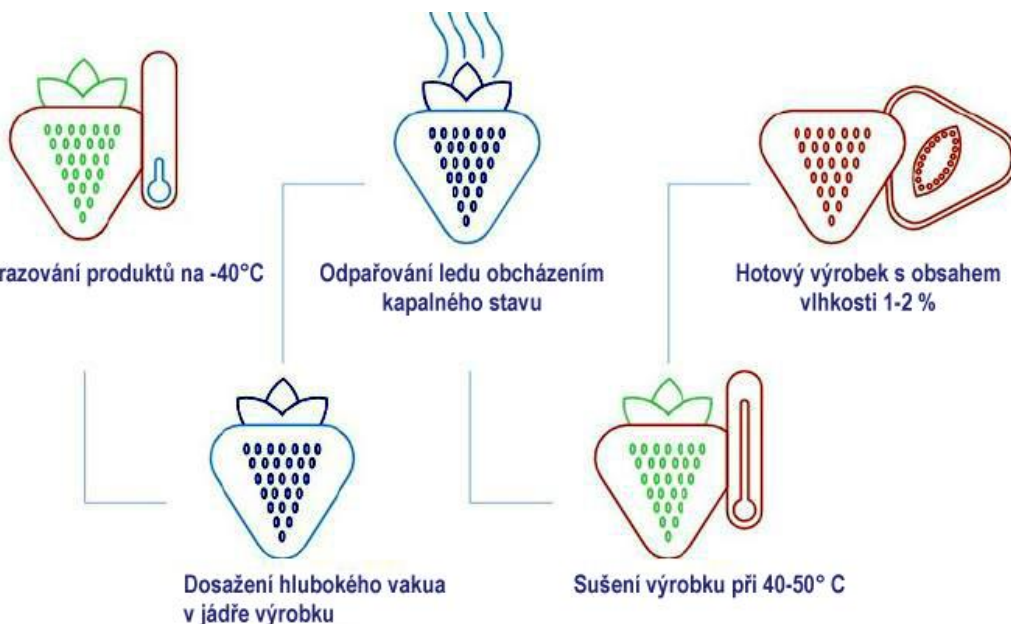 razování produktů na -40°C
Odpařování ledu obcházením
kapalného stavu
Hotový výrobek s obsahem
vlhkosti 1-2 %
Dosažení hlubokého vakua
v jádře výrobku
Sušení výrobku při 40-50° C